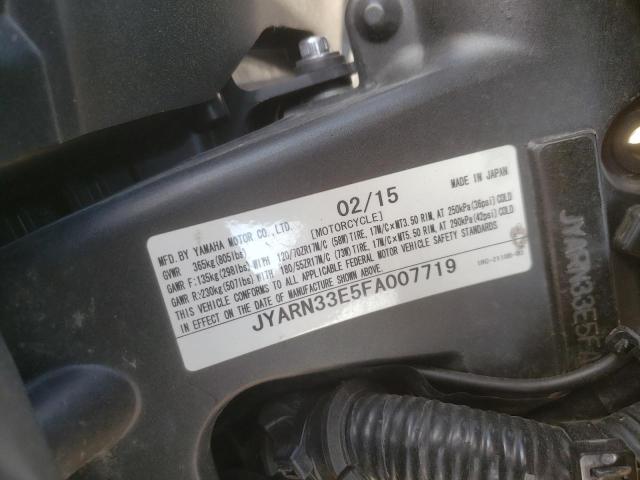 02/15
MADE IN JAPAN
MFD.BY YAMAHA MOTOR CO.,LTD. [MOTORCYCLE]
GVWR 365kg(805lbs)
GAWR F:135kg(298lbs)WITH 120/70ZR17M/C (58W)TIRE, 17M/C×MT3.50 RIM, AT 250kPa(36psi)COLD
GAWR R:230kg(507lbs)WITH 180/55ZR17M/C (73W)TIRE, 17M/C×MT5.50 RIM, AT 290kPa(42psi)COLD
THIS VEHICLE CONFORMS TO ALL APPLICABLE FEDERAL MOTOR VEHICLE SAFETY STANDARDS
IN EFFECT ON THE DATE OF MANUFACTURE SHOWN ABOVE.
JYARN33E5FA007719
JYARN33E5FA